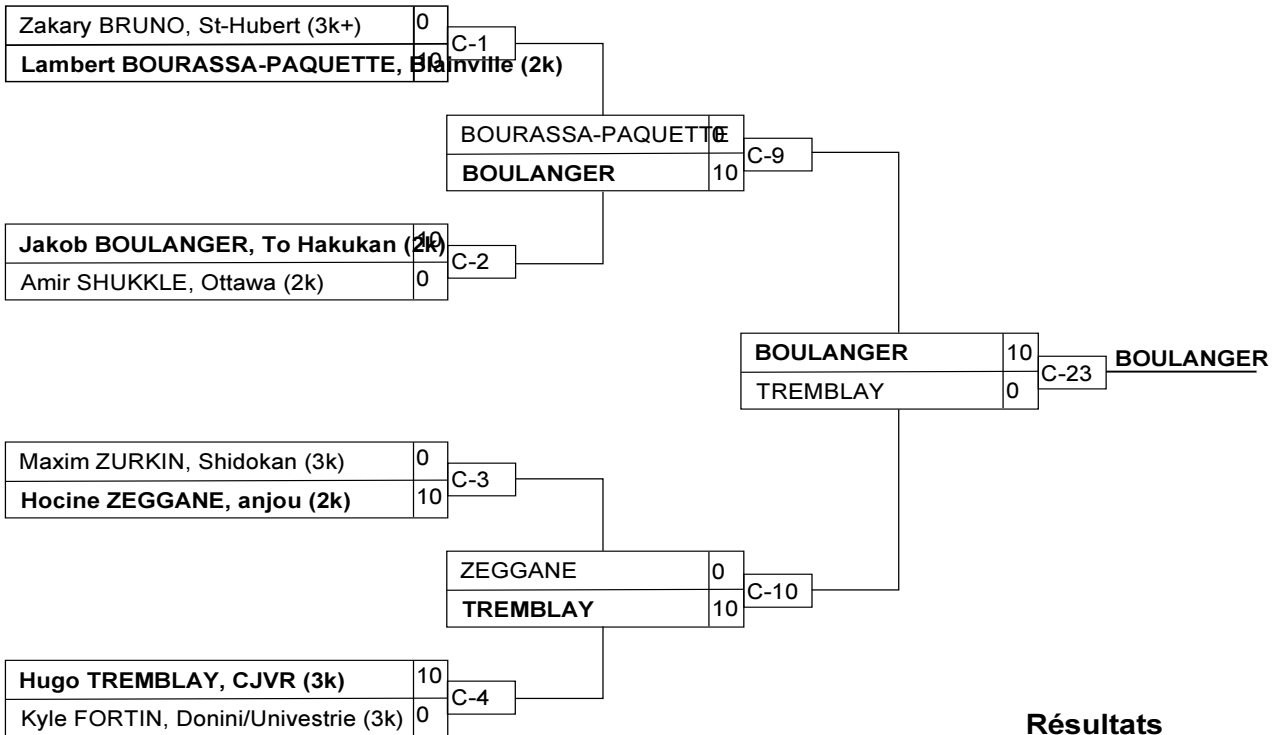 Zakary BRUNO, St-Hubert (3k+) 0
C-1
Lambert BOURASSA-PAQUETTE, Blainville (2k) 10
BOURASSA-PAQUETTE 0
C-9
BOULANGER 10
Jakob BOULANGER, To Hakukan (2k) 10
C-2
Amir SHUKKLE, Ottawa (2k) 0
BOULANGER 10
C-23 BOULANGER
TREMBLAY 0
Maxim ZURKIN, Shidokan (3k) 0
C-3
Hocine ZEGGANE, anjou (2k) 10
ZEGGANE 0
C-10
TREMBLAY 10
Hugo TREMBLAY, CJVR (3k) 10
C-4
Kyle FORTIN, Donini/Univestrie (3k) 0
Résultats